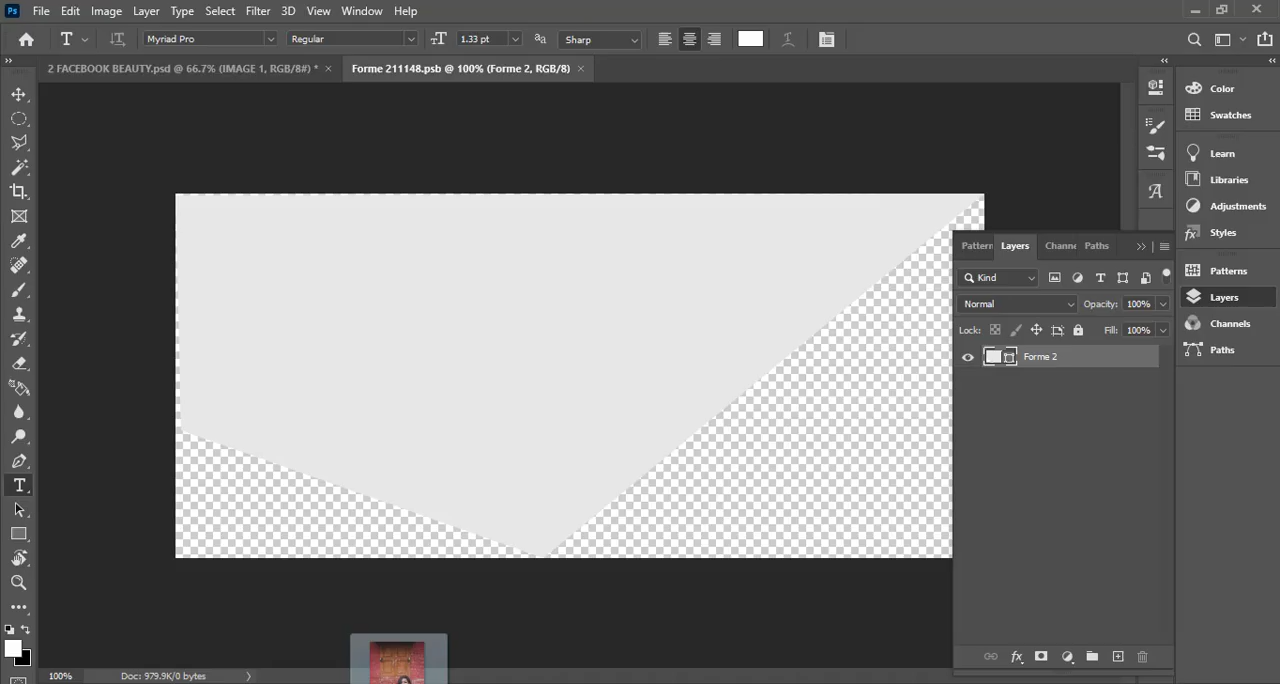 Ps File Edit Image Layer Type Select Filter 3D View Window Help
T Myriad Pro Regular 1.33 pt Sharp
2 FACEBOOK BEAUTY.psd @ 66.7% (IMAGE 1, RGB/8#) * × Forme 211148.psb @ 100% (Forme 2, RGB/8) ×
Color
Swatches
Learn
Libraries
Adjustments
Styles
Patterns
Layers
Channels
Paths
Pattern Layers Channe Paths
Kind
Normal Opacity: 100%
Lock: Fill: 100%
Forme 2
100% Doc: 979.9K/0 bytes